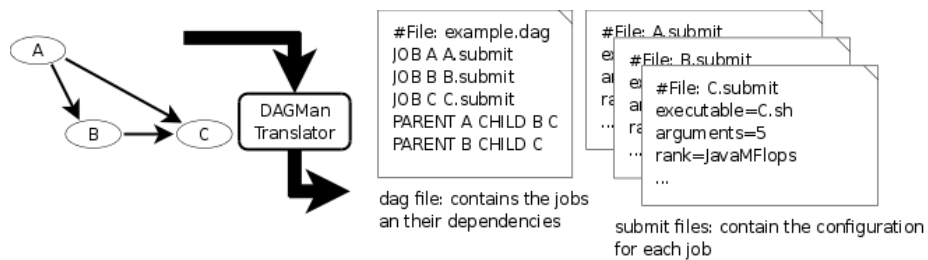 A
B
C
DAGMan
Translator
#File: example.dag
JOB A A.submit
JOB B B.submit
JOB C C.submit
PARENT A CHILD B C
PARENT B CHILD C
dag file: contains the jobs
an their dependencies
#File: A.submit
...
#File: B.submit
...
#File: C.submit
executable=C.sh
arguments=5
rank=JavaMFlops
...
submit files: contain the configuration
for each job